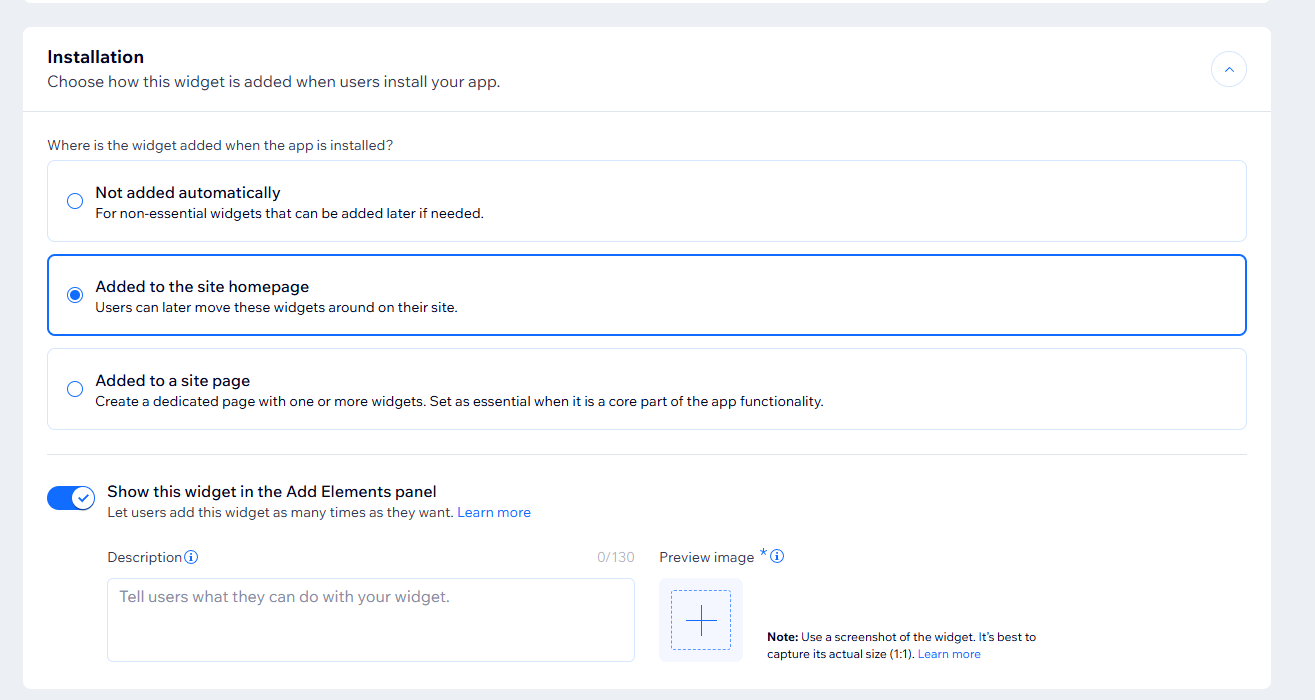 Installation
Choose how this widget is added when users install your app.
Where is the widget added when the app is installed?
Not added automatically
For non-essential widgets that can be added later if needed.
Added to the site homepage
Users can later move these widgets around on their site.
Added to a site page
Create a dedicated page with one or more widgets. Set as essential when it is a core part of the app functionality.
Show this widget in the Add Elements panel
Let users add this widget as many times as they want. Learn more
Description 0/130
Tell users what they can do with your widget.
Preview image *
Note: Use a screenshot of the widget. It's best to
capture its actual size (1:1). Learn more